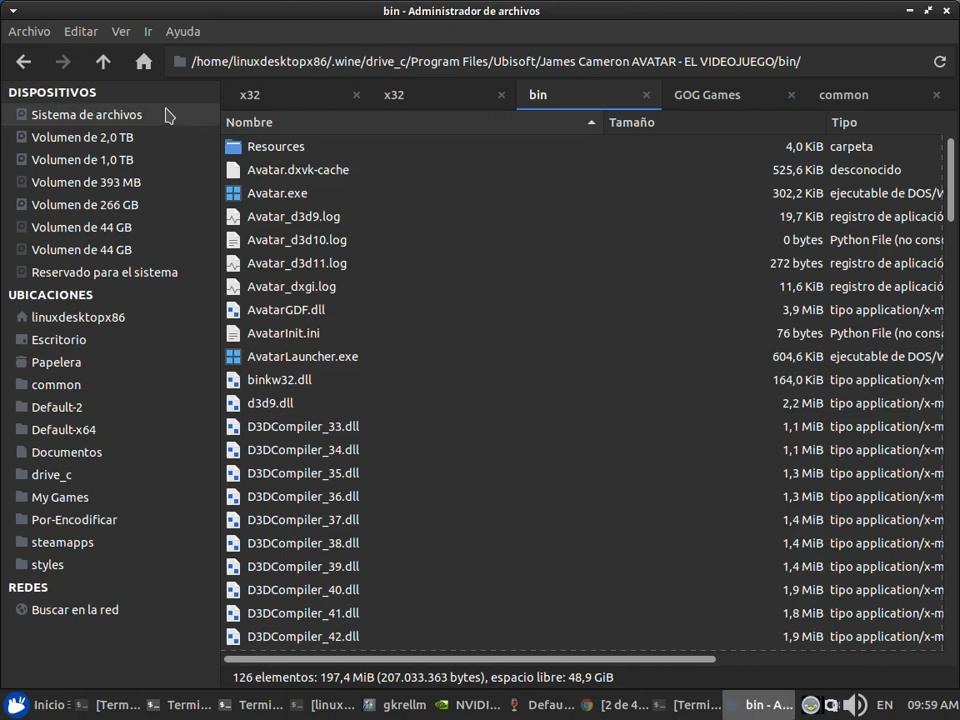 bin - Administrador de archivos
Archivo Editar Ver Ir Ayuda
/home/linuxdesktopx86/.wine/drive_c/Program Files/Ubisoft/James Cameron AVATAR - EL VIDEOJUEGO/bin/
DISPOSITIVOS
Sistema de archivos
Volumen de 2,0 TB
Volumen de 1,0 TB
Volumen de 393 MB
Volumen de 266 GB
Volumen de 44 GB
Volumen de 44 GB
Reservado para el sistema
UBICACIONES
linuxdesktopx86
Escritorio
Papelera
common
Default-2
Default-x64
Documentos
drive_c
My Games
Por-Encodificar
steamapps
styles
REDES
Buscar en la red
x32 x32 bin GOG Games common
Nombre Tamaño Tipo
Resources 4,0 KiB carpeta
Avatar.dxvk-cache 525,6 KiB desconocido
Avatar.exe 302,2 KiB ejecutable de DOS/W
Avatar_d3d9.log 19,7 KiB registro de aplicació
Avatar_d3d10.log 0 bytes Python File (no conso
Avatar_d3d11.log 272 bytes registro de aplicació
Avatar_dxgi.log 11,6 KiB registro de aplicació
AvatarGDF.dll 3,9 MiB tipo application/x-m
AvatarInit.ini 76 bytes Python File (no conso
AvatarLauncher.exe 604,6 KiB ejecutable de DOS/W
binkw32.dll 164,0 KiB tipo application/x-m
d3d9.dll 2,2 MiB tipo application/x-m
D3DCompiler_33.dll 1,1 MiB tipo application/x-m
D3DCompiler_34.dll 1,1 MiB tipo application/x-m
D3DCompiler_35.dll 1,3 MiB tipo application/x-m
D3DCompiler_36.dll 1,3 MiB tipo application/x-m
D3DCompiler_37.dll 1,4 MiB tipo application/x-m
D3DCompiler_38.dll 1,4 MiB tipo application/x-m
D3DCompiler_39.dll 1,4 MiB tipo application/x-m
D3DCompiler_40.dll 1,9 MiB tipo application/x-m
D3DCompiler_41.dll 1,8 MiB tipo application/x-m
D3DCompiler_42.dll 1,9 MiB tipo application/x-m
126 elementos: 197,4 MiB (207.033.363 bytes), espacio libre: 48,9 GiB
Inicio [Term... Termi... Termi... [linux... gkrellm NVIDI... Defau... [2 de 4... [Termi... bin - A... EN 09:59 AM